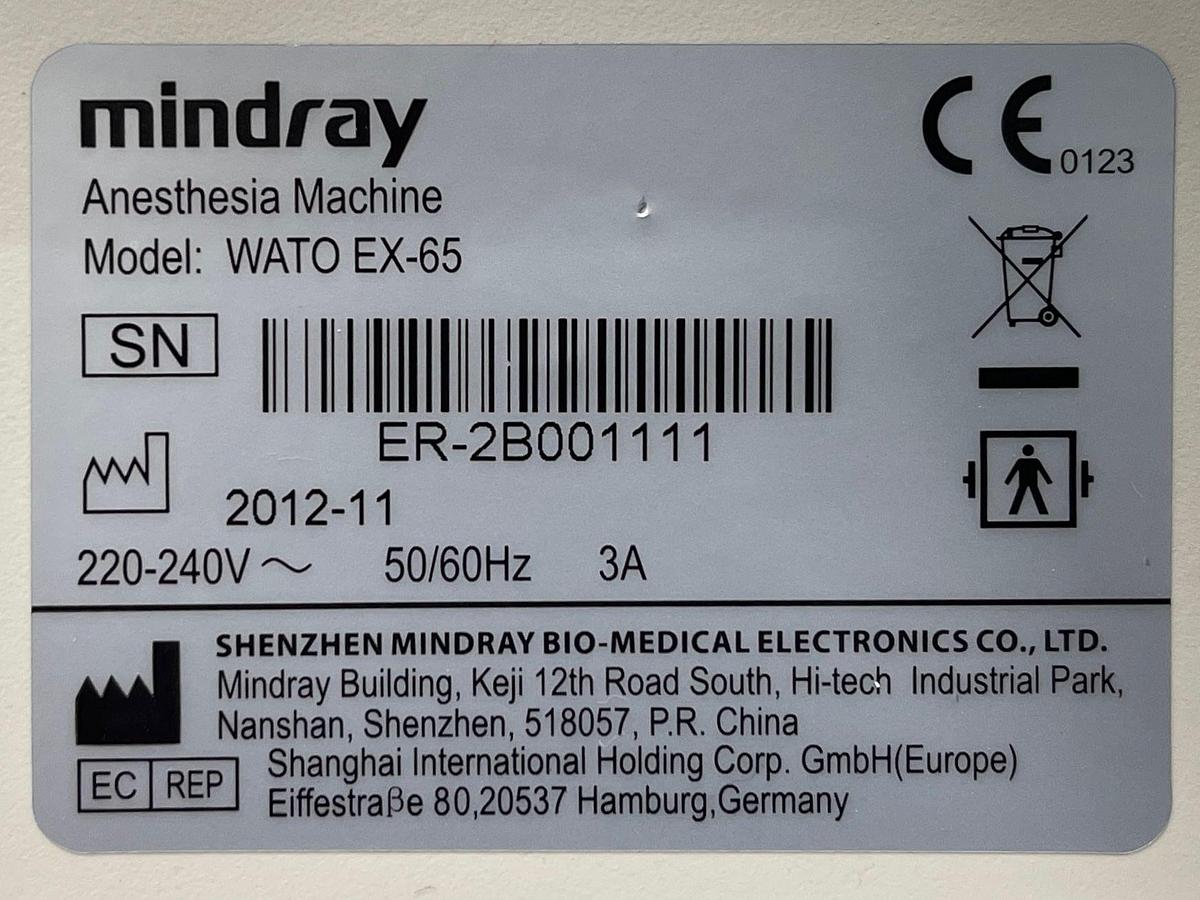 mindray
CE 0123
Anesthesia Machine
Model: WATO EX-65
SN
ER-2B001111
2012-11
220-240V ~ 50/60Hz 3A
SHENZHEN MINDRAY BIO-MEDICAL ELECTRONICS CO., LTD.
Mindray Building, Keji 12th Road South, Hi-tech Industrial Park,
Nanshan, Shenzhen, 518057, P.R. China
EC REP
Shanghai International Holding Corp. GmbH(Europe)
Eiffestraβe 80,20537 Hamburg,Germany